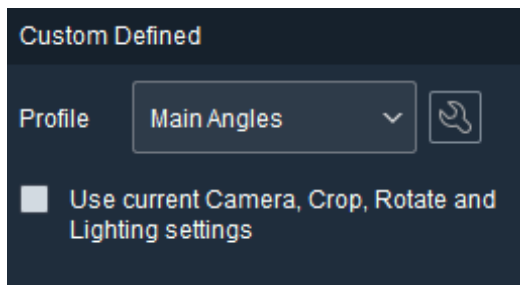 Custom Defined
Profile
Main Angles
Use current Camera, Crop, Rotate and
Lighting settings